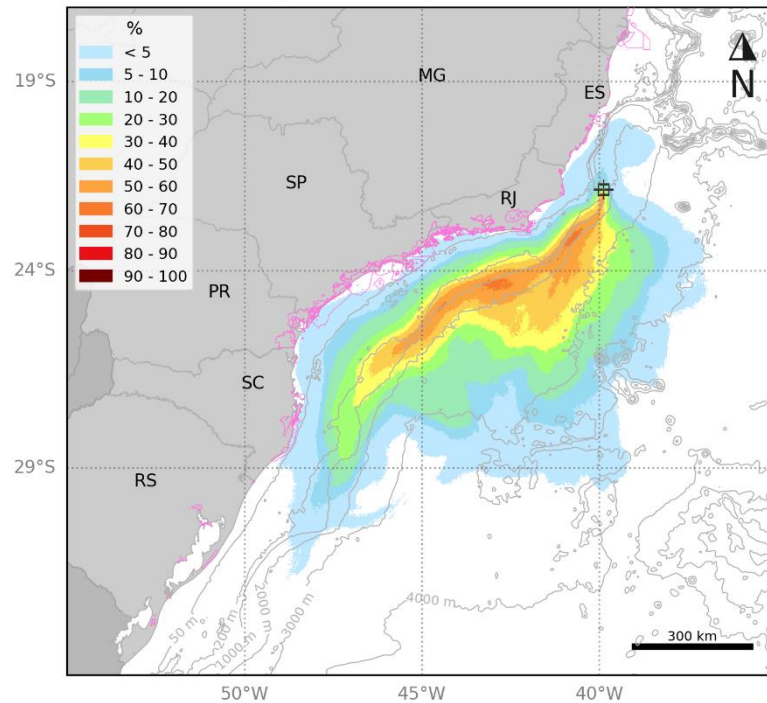 %
< 5
5 - 10
10 - 20
20 - 30
30 - 40
40 - 50
50 - 60
60 - 70
70 - 80
80 - 90
90 - 100
N
19°S
24°S
29°S
MG
ES
SP
RJ
PR
SC
RS
50 m
200 m
1000 m
2000 m
3000 m
4000 m
300 km
50°W
45°W
40°W